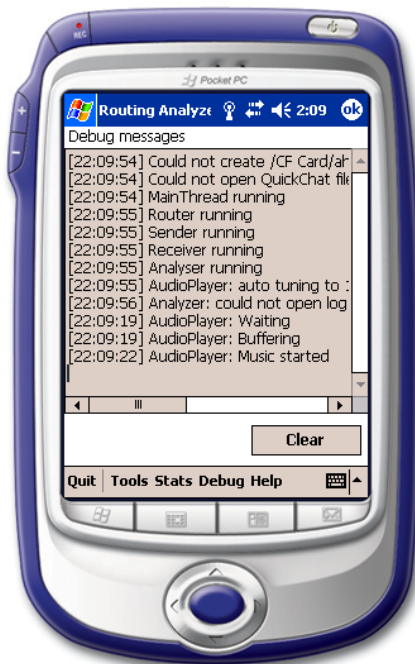 REC
Pocket PC
Routing Analyze 2:09 ok
Debug messages
[22:09:54] Could not create /CF Card/ah
[22:09:54] Could not open QuickChat file
[22:09:54] MainThread running
[22:09:55] Router running
[22:09:55] Sender running
[22:09:55] Receiver running
[22:09:55] Analyser running
[22:09:55] AudioPlayer: auto tuning to
[22:09:56] Analyzer: could not open log
[22:09:19] AudioPlayer: Waiting
[22:09:19] AudioPlayer: Buffering
[22:09:22] AudioPlayer: Music started
Clear
Quit Tools Stats Debug Help